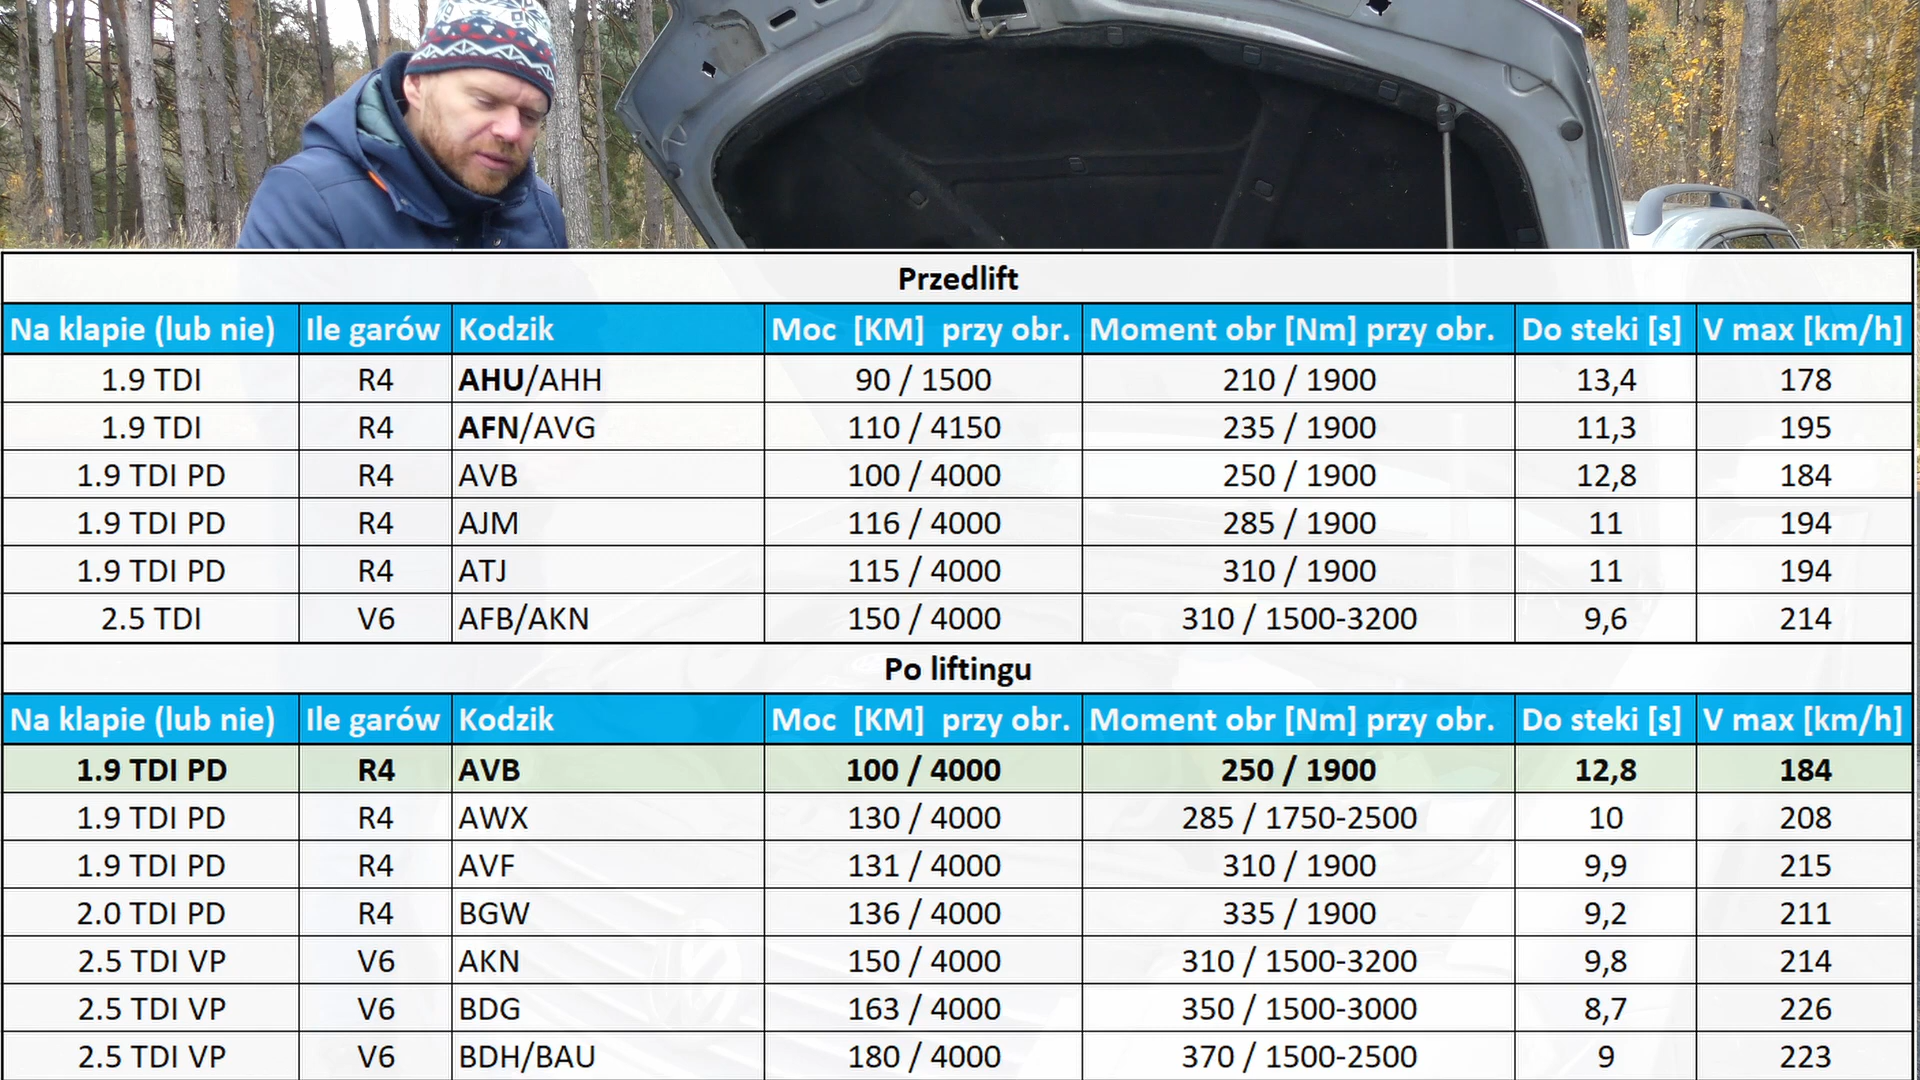 Przedlift
Na klapie (lub nie) Ile garów Kodzik Moc [KM] przy obr. Moment obr [Nm] przy obr. Do steki [s] V max [km/h]
1.9 TDI R4 AHU/AHH 90 / 1500 210 / 1900 13,4 178
1.9 TDI R4 AFN/AVG 110 / 4150 235 / 1900 11,3 195
1.9 TDI PD R4 AVB 100 / 4000 250 / 1900 12,8 184
1.9 TDI PD R4 AJM 116 / 4000 285 / 1900 11 194
1.9 TDI PD R4 ATJ 115 / 4000 310 / 1900 11 194
2.5 TDI V6 AFB/AKN 150 / 4000 310 / 1500-3200 9,6 214
Po liftingu
Na klapie (lub nie) Ile garów Kodzik Moc [KM] przy obr. Moment obr [Nm] przy obr. Do steki [s] V max [km/h]
1.9 TDI PD R4 AVB 100 / 4000 250 / 1900 12,8 184
1.9 TDI PD R4 AWX 130 / 4000 285 / 1750-2500 10 208
1.9 TDI PD R4 AVF 131 / 4000 310 / 1900 9,9 215
2.0 TDI PD R4 BGW 136 / 4000 335 / 1900 9,2 211
2.5 TDI VP V6 AKN 150 / 4000 310 / 1500-3200 9,8 214
2.5 TDI VP V6 BDG 163 / 4000 350 / 1500-3000 8,7 226
2.5 TDI VP V6 BDH/BAU 180 / 4000 370 / 1500-2500 9 223